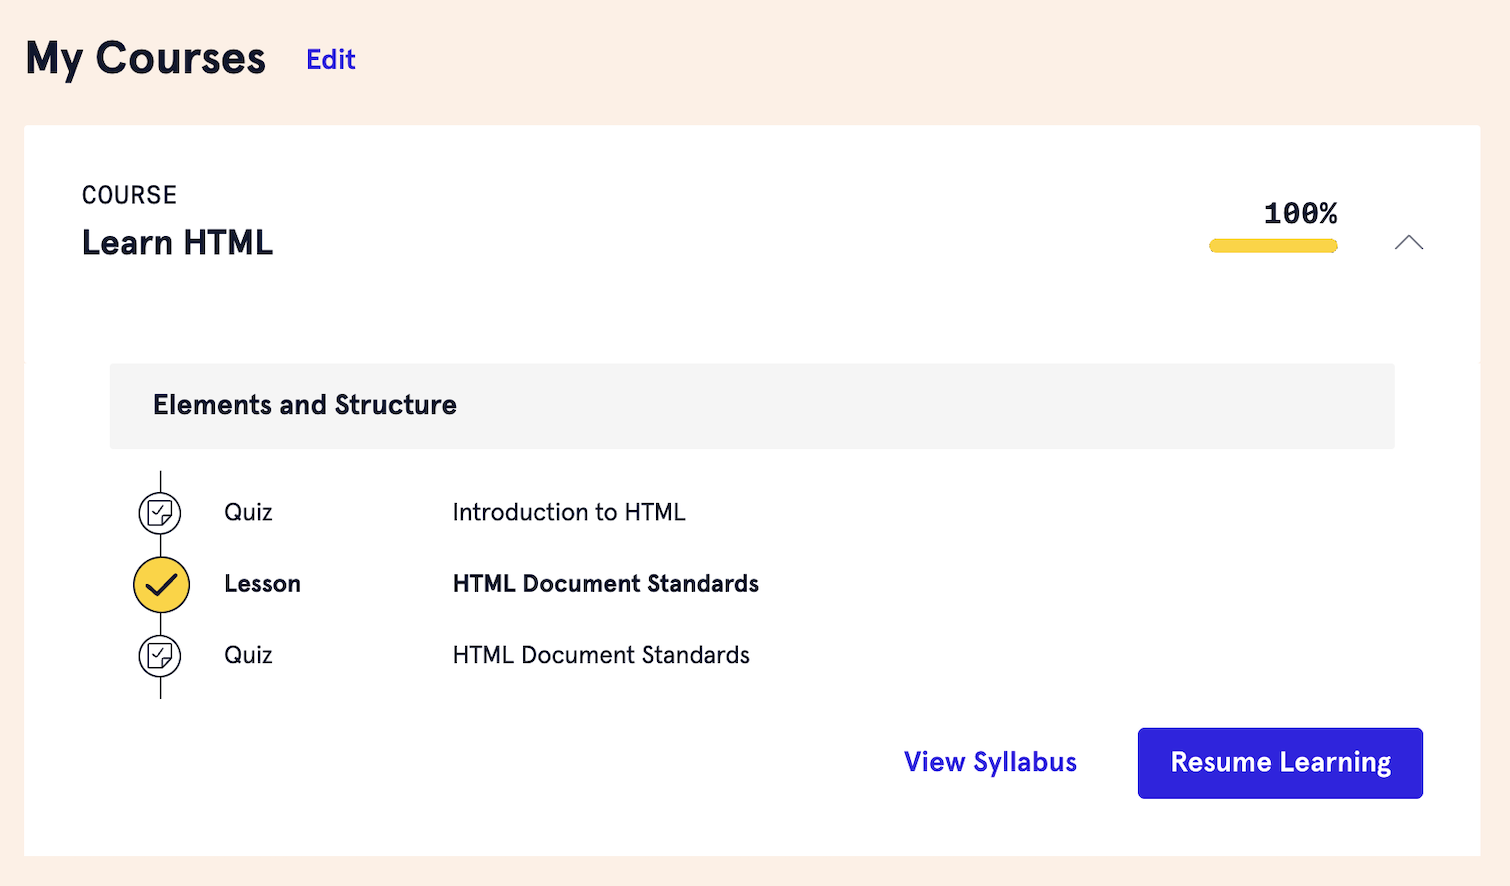 My Courses Edit
COURSE
Learn HTML
100%
Elements and Structure
Quiz Introduction to HTML
Lesson HTML Document Standards
Quiz HTML Document Standards
View Syllabus Resume Learning